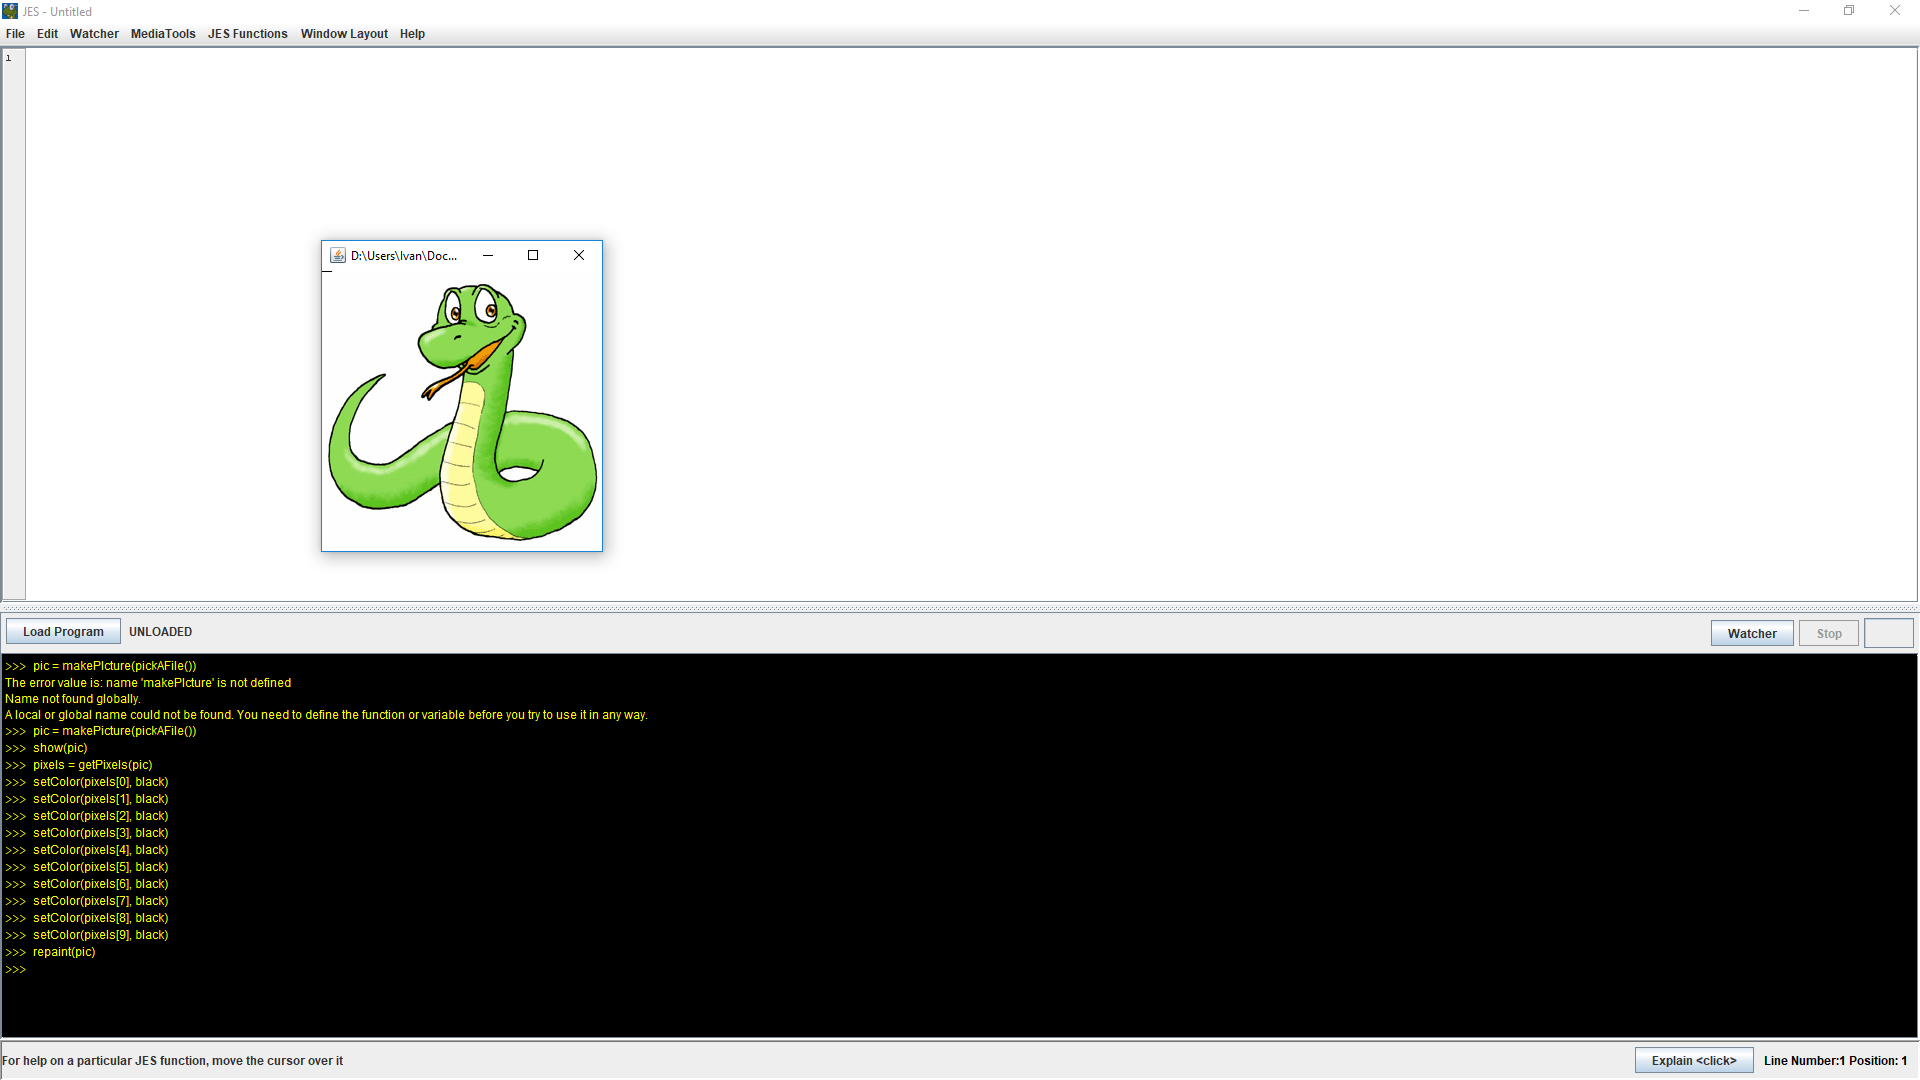 JES - Untitled
File Edit Watcher MediaTools JES Functions Window Layout Help
1
D:\Users\Ivan\Doc...
Load Program UNLOADED Watcher Stop
>>> pic = makePIcture(pickAFile())
The error value is: name 'makePIcture' is not defined
Name not found globally.
A local or global name could not be found. You need to define the function or variable before you try to use it in any way.
>>> pic = makePicture(pickAFile())
>>> show(pic)
>>> pixels = getPixels(pic)
>>> setColor(pixels[0], black)
>>> setColor(pixels[1], black)
>>> setColor(pixels[2], black)
>>> setColor(pixels[3], black)
>>> setColor(pixels[4], black)
>>> setColor(pixels[5], black)
>>> setColor(pixels[6], black)
>>> setColor(pixels[7], black)
>>> setColor(pixels[8], black)
>>> setColor(pixels[9], black)
>>> repaint(pic)
>>>
For help on a particular JES function, move the cursor over it Explain <click> Line Number:1 Position: 1